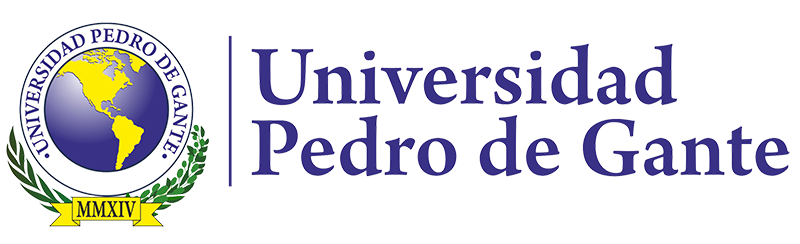 · UNIVERSIDAD PEDRO DE GANTE ·
MMXIV
Universidad
Pedro de Gante